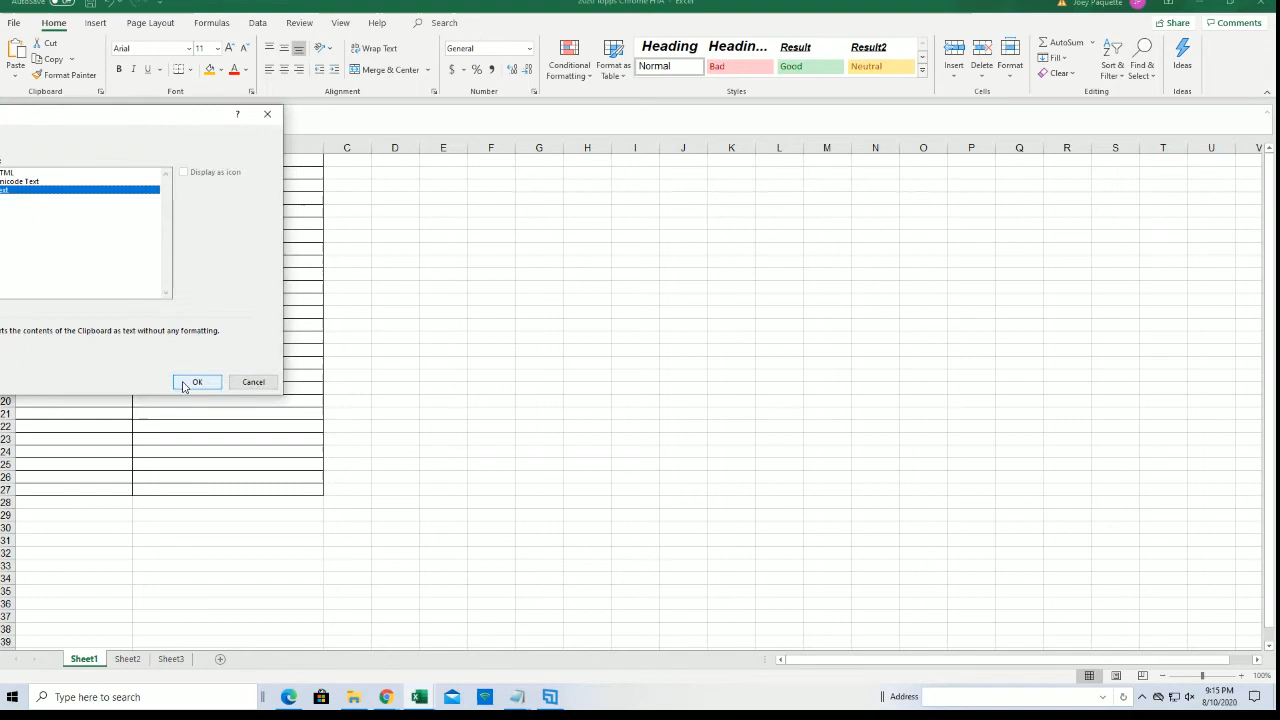 AutoSave
2020 Topps Chrome HTA - Excel
Joey Paquette
File Home Insert Page Layout Formulas Data Review View Help Search
Share Comments
Paste Cut Copy Format Painter
Arial 11
B I U A
Wrap Text
Merge & Center
General
$ % ,
Conditional Formatting
Format as Table
Heading Headin... Result Result2
Normal Bad Good Neutral
Insert Delete Format
AutoSum Fill Clear
Sort & Filter
Find & Select
Ideas
Clipboard Font Alignment Number Styles Cells Editing Ideas
? ×
C D E F G H I J K L M N O P Q R S T U V
TML
nicode Text
ext
Display as icon
rts the contents of the Clipboard as text without any formatting.
OK Cancel
20
21
22
23
24
25
26
27
28
29
30
31
32
33
34
35
36
37
38
39
Sheet1 Sheet2 Sheet3
100%
Type here to search
Address
9:15 PM
8/10/2020